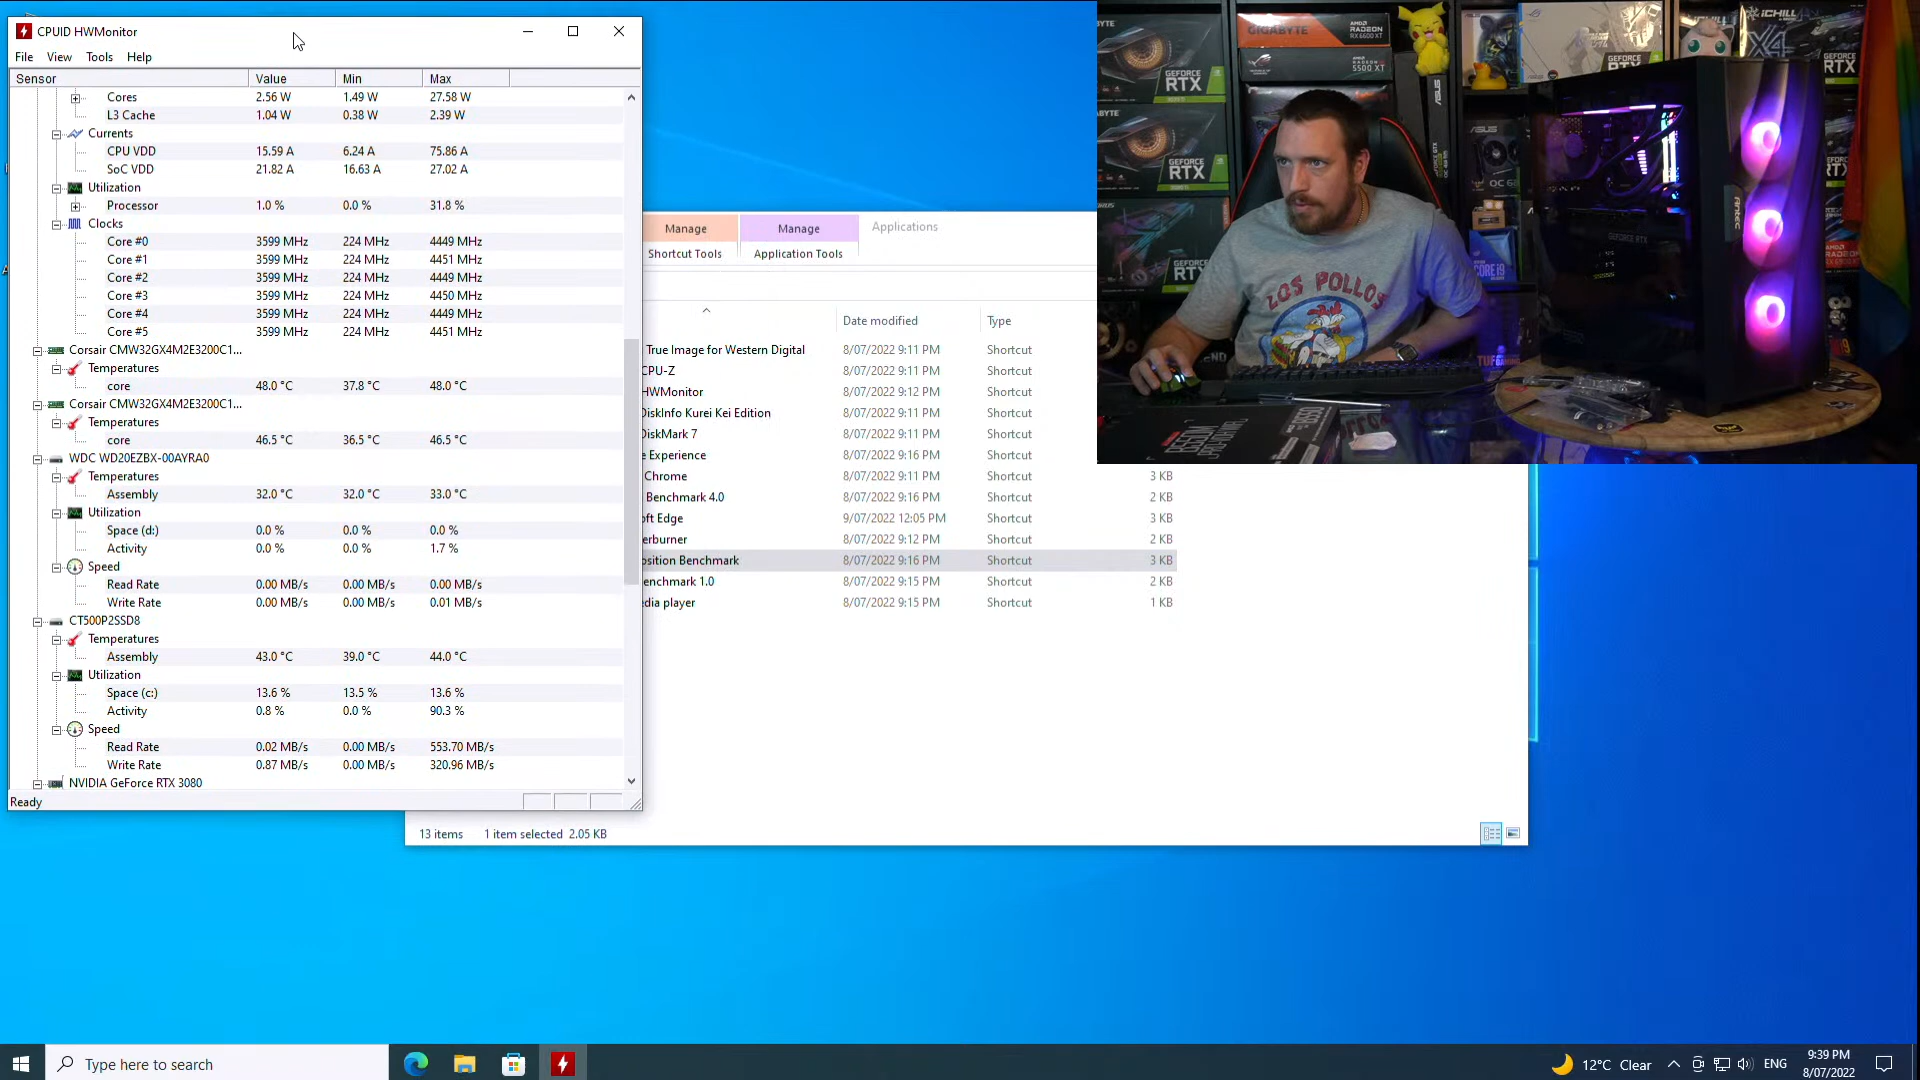 CPUID HWMonitor
File View Tools Help
Sensor Value Min Max
Cores 2.56 W 1.49 W 27.58 W
L3 Cache 1.04 W 0.38 W 2.39 W
Currents
CPU VDD 15.59 A 6.24 A 75.86 A
SoC VDD 21.82 A 16.63 A 27.02 A
Utilization
Processor 1.0 % 0.0 % 31.8 %
Clocks
Core #0 3599 MHz 224 MHz 4449 MHz
Core #1 3599 MHz 224 MHz 4451 MHz
Core #2 3599 MHz 224 MHz 4449 MHz
Core #3 3599 MHz 224 MHz 4450 MHz
Core #4 3599 MHz 224 MHz 4449 MHz
Core #5 3599 MHz 224 MHz 4451 MHz
Corsair CMW32GX4M2E3200C1...
Temperatures
core 48.0 °C 37.8 °C 48.0 °C
Corsair CMW32GX4M2E3200C1...
Temperatures
core 46.5 °C 36.5 °C 46.5 °C
WDC WD20EZBX-00AYRA0
Temperatures
Assembly 32.0 °C 32.0 °C 33.0 °C
Utilization
Space (d:) 0.0 % 0.0 % 0.0 %
Activity 0.0 % 0.0 % 1.7 %
Speed
Read Rate 0.00 MB/s 0.00 MB/s 0.00 MB/s
Write Rate 0.00 MB/s 0.00 MB/s 0.01 MB/s
CT500P2SSD8
Temperatures
Assembly 43.0 °C 39.0 °C 44.0 °C
Utilization
Space (c:) 13.6 % 13.5 % 13.6 %
Activity 0.8 % 0.0 % 90.3 %
Speed
Read Rate 0.02 MB/s 0.00 MB/s 553.70 MB/s
Write Rate 0.87 MB/s 0.00 MB/s 320.96 MB/s
NVIDIA GeForce RTX 3080
Ready
Manage Manage Applications
Shortcut Tools Application Tools
Date modified Type
True Image for Western Digital 8/07/2022 9:11 PM Shortcut
CPU-Z 8/07/2022 9:11 PM Shortcut
HWMonitor 8/07/2022 9:12 PM Shortcut
DiskInfo Kurei Kei Edition 8/07/2022 9:11 PM Shortcut
DiskMark 7 8/07/2022 9:11 PM Shortcut
e Experience 8/07/2022 9:16 PM Shortcut
Chrome 8/07/2022 9:11 PM Shortcut 3 KB
Benchmark 4.0 8/07/2022 9:16 PM Shortcut 2 KB
oft Edge 9/07/2022 12:05 PM Shortcut 3 KB
erburner 8/07/2022 9:12 PM Shortcut 2 KB
osition Benchmark 8/07/2022 9:16 PM Shortcut 3 KB
enchmark 1.0 8/07/2022 9:15 PM Shortcut 2 KB
edia player 8/07/2022 9:15 PM Shortcut 1 KB
13 items 1 item selected 2.05 KB
GIGABYTE
AMD
RADEON
RX 6600 XT
5500 XT
GEFORCE
RTX
GEFORCE
RTX
LOS POLLOS
Antec
GEFORCE RTX
B550M
ICHILL
X4
Type here to search
12°C Clear
ENG
9:39 PM
8/07/2022